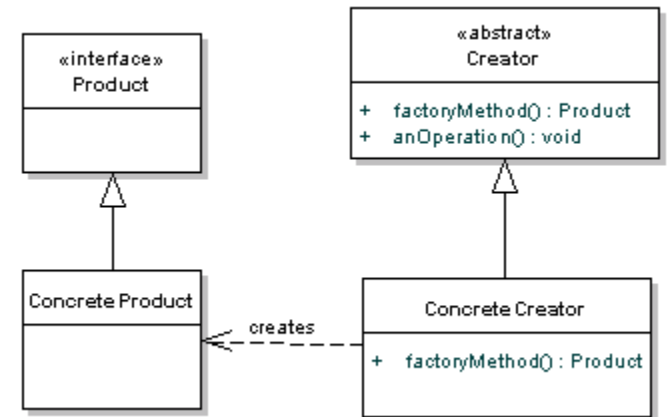 «interface»
Product
«abstract»
Creator
+ factoryMethod() : Product
+ anOperation() : void
Concrete Product
creates
Concrete Creator
+ factoryMethod() : Product